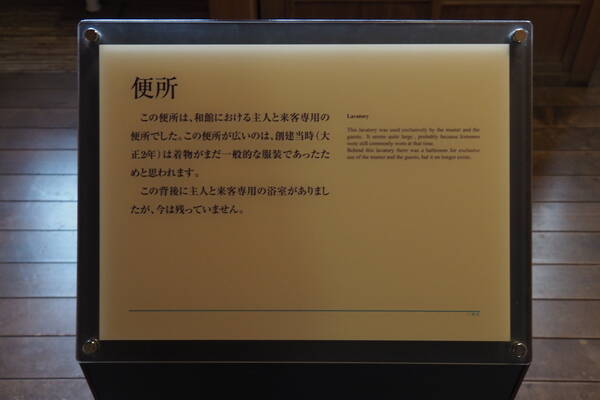 便所
この便所は、和館における主人と来客専用の
便所でした。この便所が広いのは、創建当時（大
正2年）は着物がまだ一般的な服装であったた
めと思われます。
この背後に主人と来客専用の浴室がありまし
たが、今は残っていません。
Lavatory
This lavatory was used exclusively by the master and the
guests. It seems quite large, probably because kimonos
were still commonly worn at that time.
Behind this lavatory there was a bathroom for exclusive
use of the master and the guests, but it no longer exists.